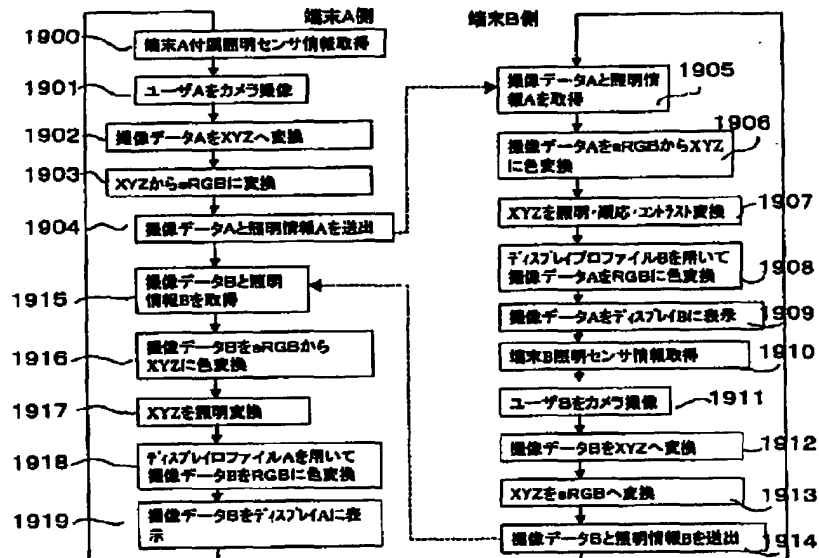 端末A側
1900
端末A付属照明センサ情報取得
1901
ユーザAをカメラ撮像
1902
撮像データAをXYZへ変換
1903
XYZからsRGBに変換
1904
撮像データAと照明情報Aを送出
1915
撮像データBと照明
情報Bを取得
1916
撮像データBをsRGBから
XYZに色変換
1917
XYZを照明変換
1918
ディスプレイロファイルAを用いて
撮像データBをRGBに色変換
1919
撮像データBをディスプレイAに表
示
端末B側
撮像データAと照明情
報Aを取得
1905
撮像データAをsRGBからXYZ
に色変換
1906
XYZを照明・順応・コントラスト変換
1907
ディスプレイプロファイルBを用いて
撮像データAをRGBに色変換
1908
撮像データAをディスプレイBに表示
1909
端末B照明センサ情報取得
1910
ユーザBをカメラ撮像
1911
撮像データBをXYZへ変換
1912
XYZをsRGBへ変換
1913
撮像データBと照明情報Bを送出
1914